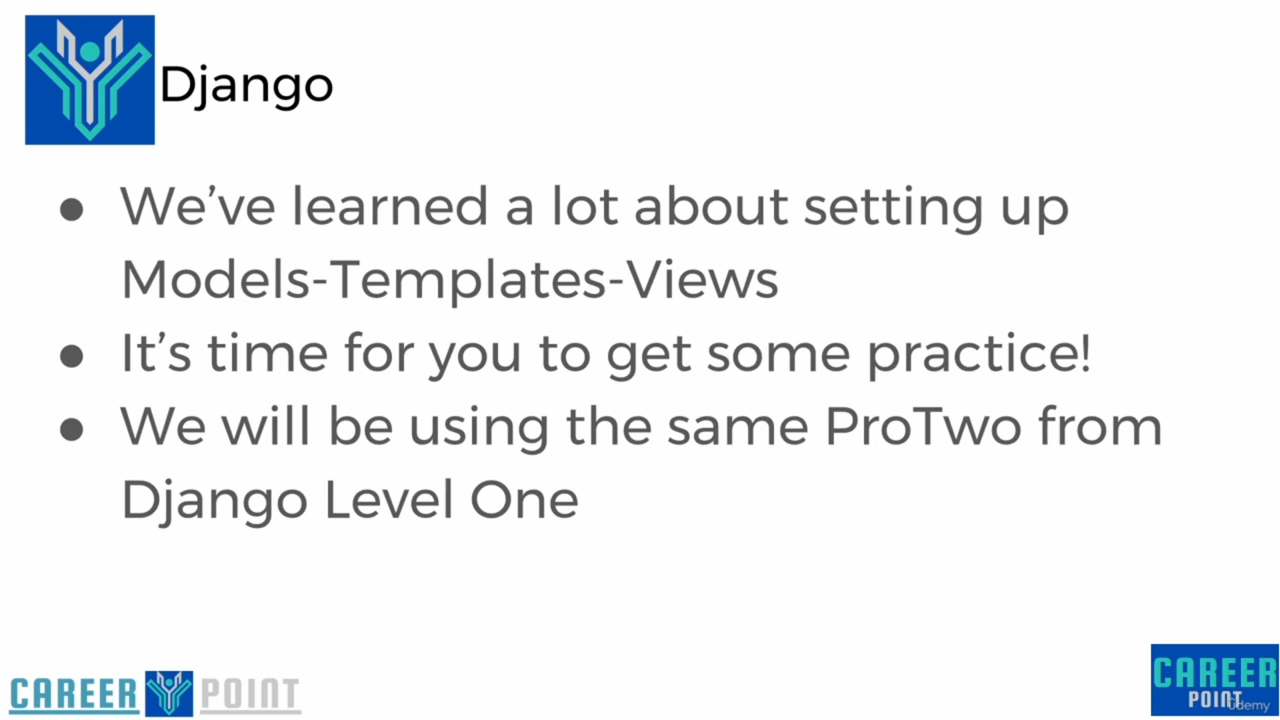 Django
● We've learned a lot about setting up
Models-Templates-Views
● It's time for you to get some practice!
● We will be using the same ProTwo from
Django Level One
CAREER POINT
CAREER
POINT
ûdemy